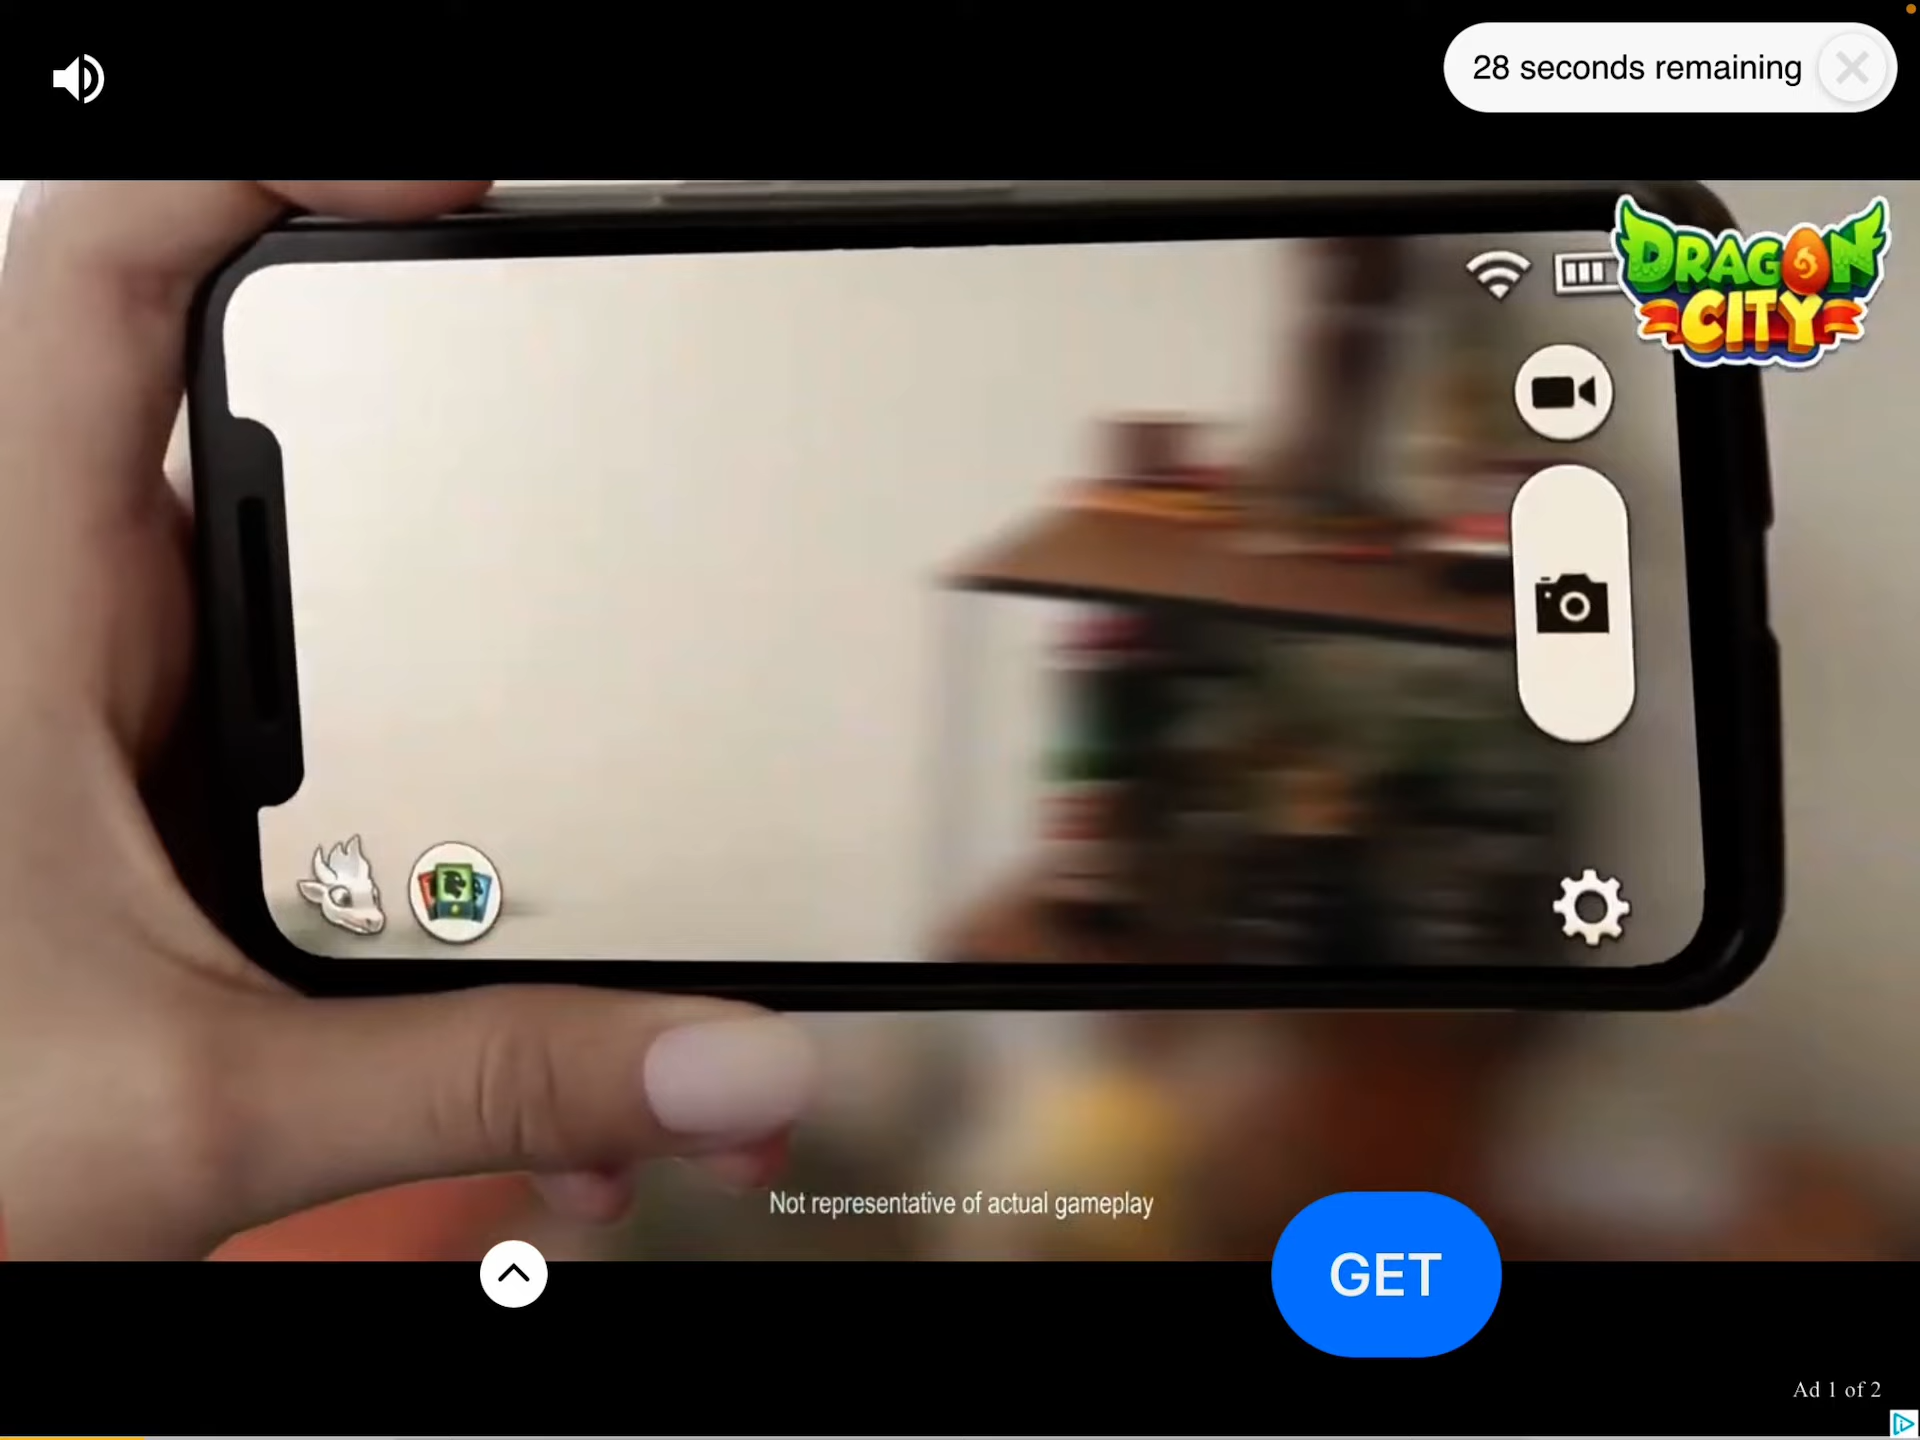 28 seconds remaining
DRAGON
CITY
Not representative of actual gameplay
GET
Ad 1 of 2